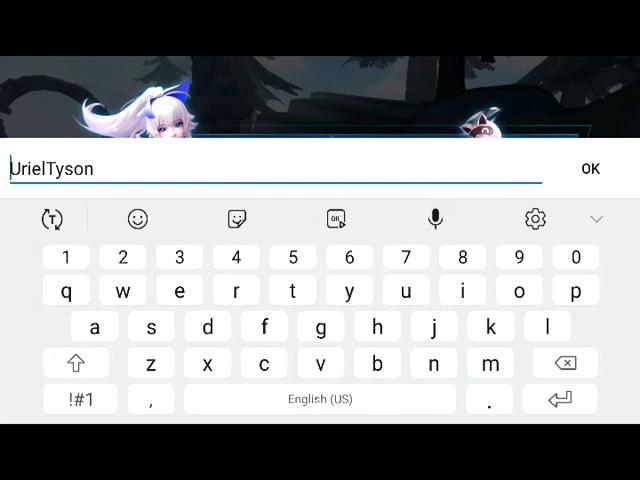 UrielTyson
OK
1 2 3 4 5 6 7 8 9 0
q w e r t y u i o p
a s d f g h j k l
z x c v b n m
!#1 , English (US) .